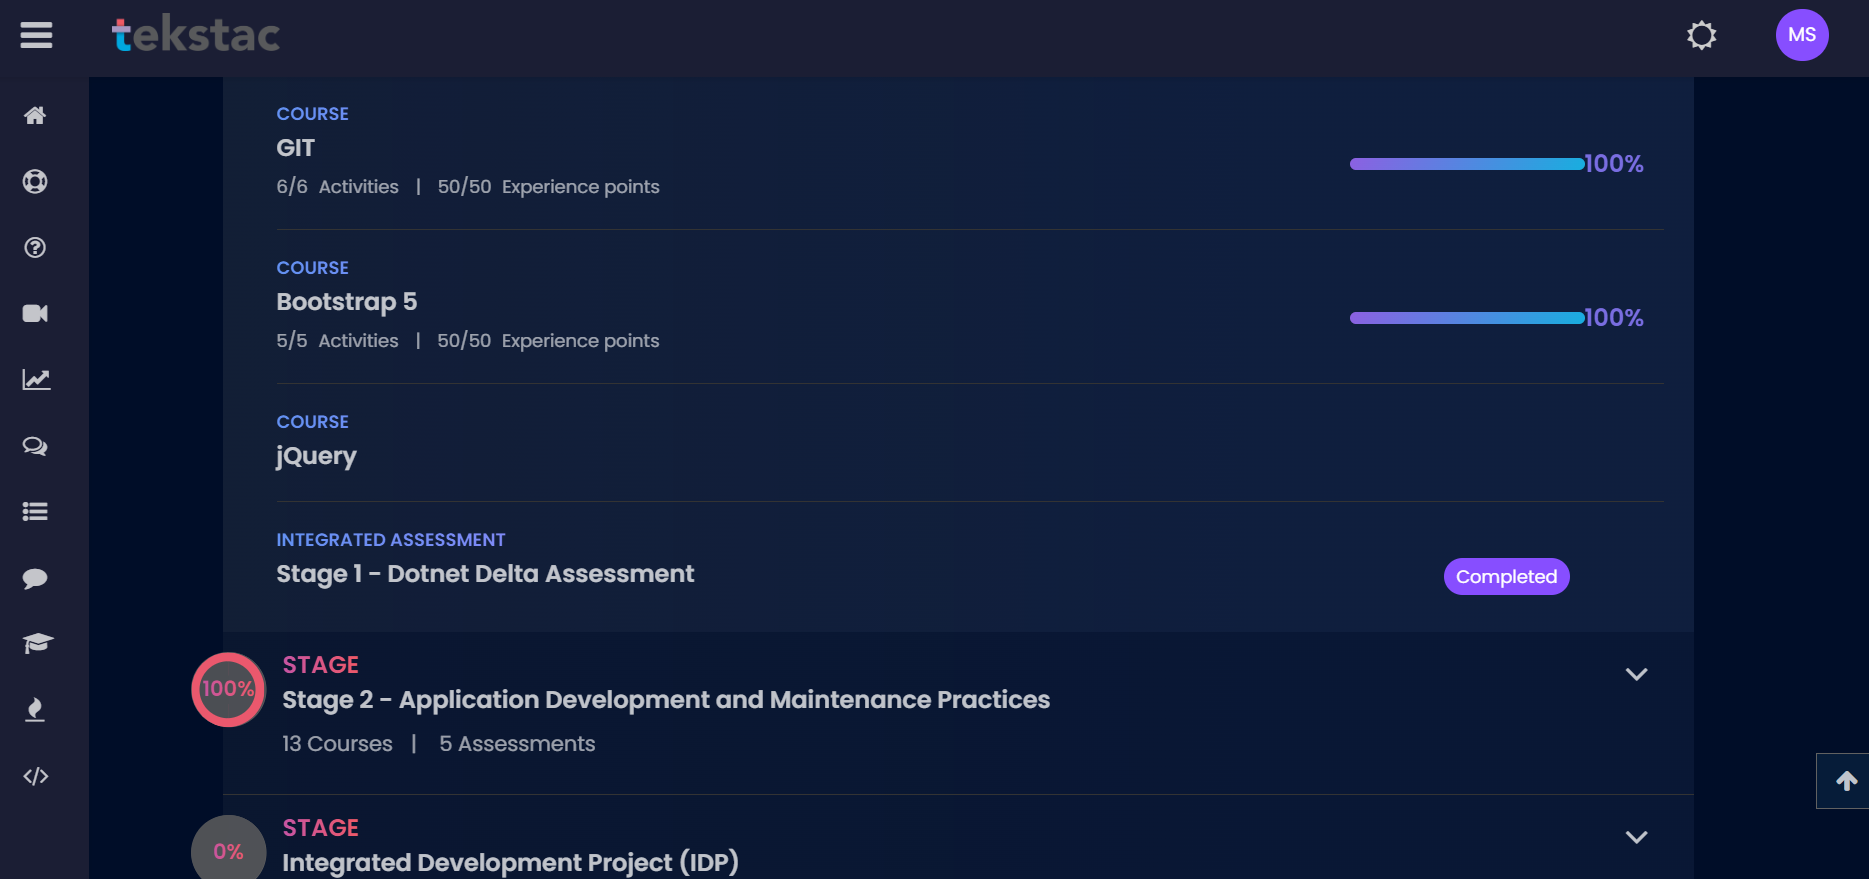 tekstac
MS
COURSE
GIT
6/6 Activities | 50/50 Experience points
100%
COURSE
Bootstrap 5
5/5 Activities | 50/50 Experience points
100%
COURSE
jQuery
INTEGRATED ASSESSMENT
Stage 1 - Dotnet Delta Assessment
Completed
100%
STAGE
Stage 2 - Application Development and Maintenance Practices
13 Courses | 5 Assessments
0%
STAGE
Integrated Development Project (IDP)